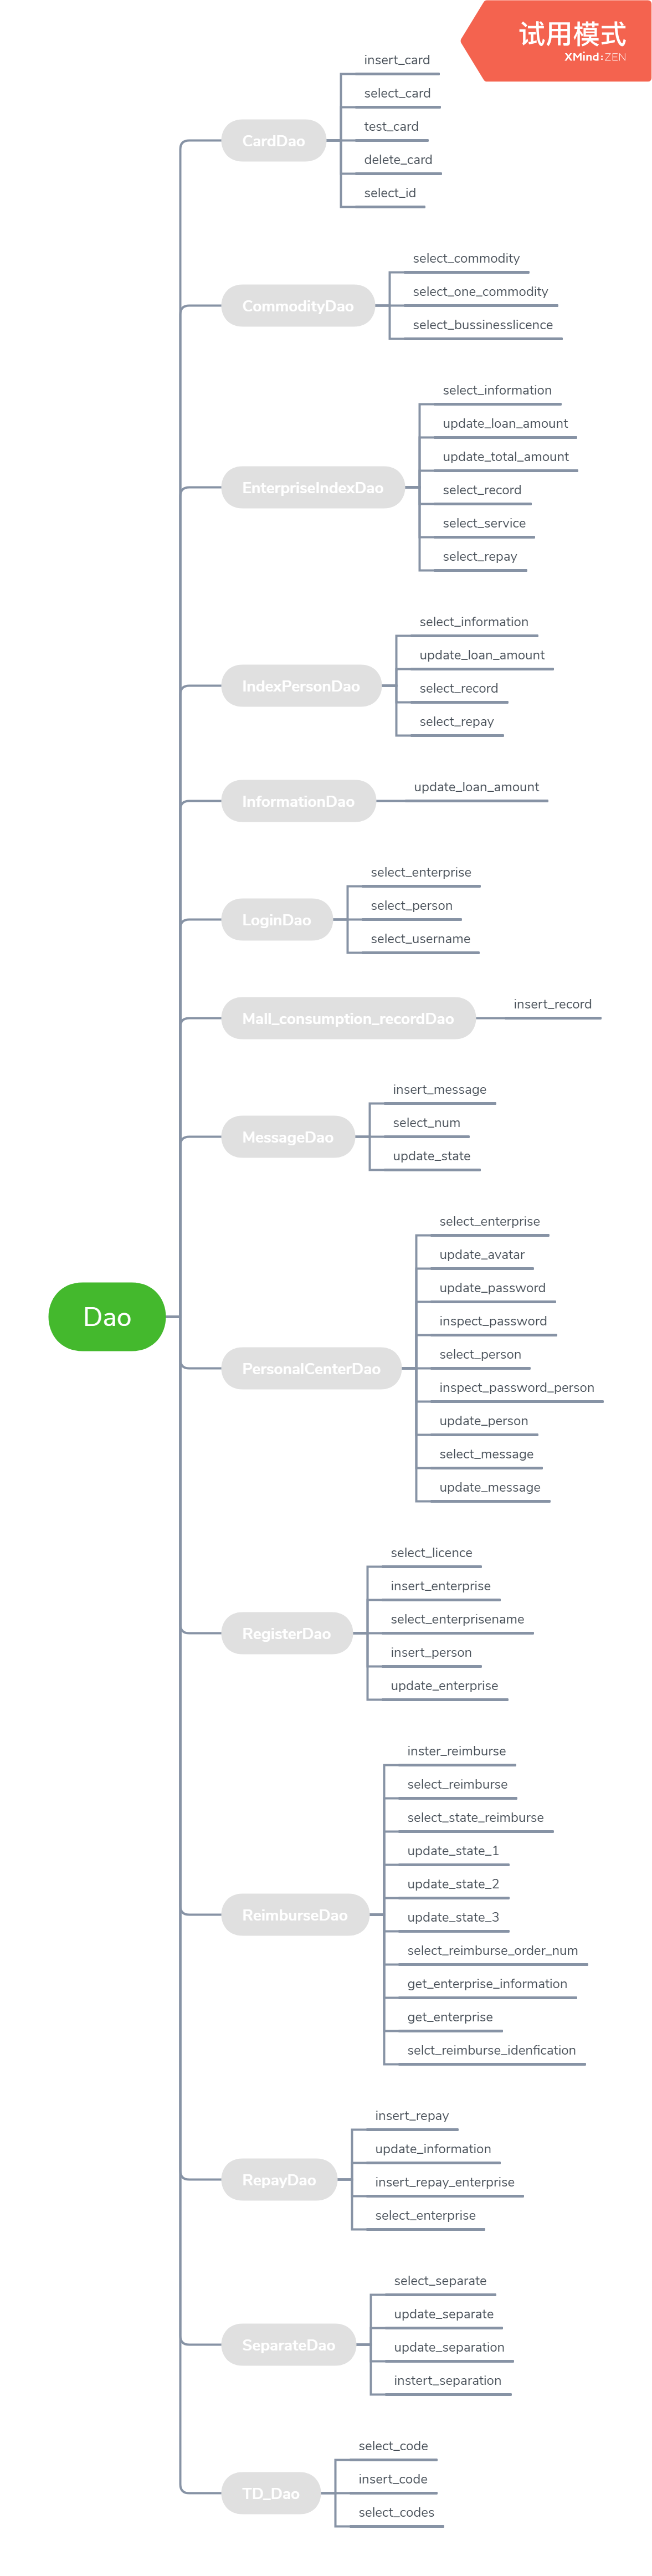 试用模式
XMind:ZEN
Dao
CardDao
insert_card
select_card
test_card
delete_card
select_id
CommodityDao
select_commodity
select_one_commodity
select_bussinesslicence
EnterpriseIndexDao
select_information
update_loan_amount
update_total_amount
select_record
select_service
select_repay
IndexPersonDao
select_information
update_loan_amount
select_record
select_repay
InformationDao
update_loan_amount
LoginDao
select_enterprise
select_person
select_username
Mall_consumption_recordDao
insert_record
MessageDao
insert_message
select_num
update_state
PersonalCenterDao
select_enterprise
update_avatar
update_password
inspect_password
select_person
inspect_password_person
update_person
select_message
update_message
RegisterDao
select_licence
insert_enterprise
select_enterprisename
insert_person
update_enterprise
ReimburseDao
inster_reimburse
select_reimburse
select_state_reimburse
update_state_1
update_state_2
update_state_3
select_reimburse_order_num
get_enterprise_information
get_enterprise
selct_reimburse_idenfication
RepayDao
insert_repay
update_information
insert_repay_enterprise
select_enterprise
SeparateDao
select_separate
update_separate
update_separation
instert_separation
TD_Dao
select_code
insert_code
select_codes